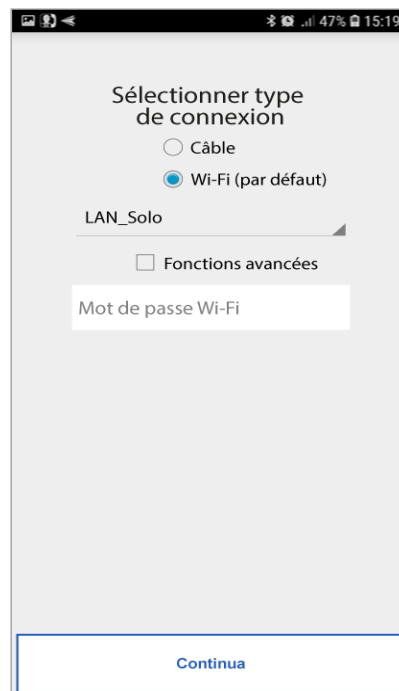 47% 15:19
Sélectionner type
de connexion
Câble
Wi-Fi (par défaut)
LAN_Solo
Fonctions avancées
Mot de passe Wi-Fi
Continua